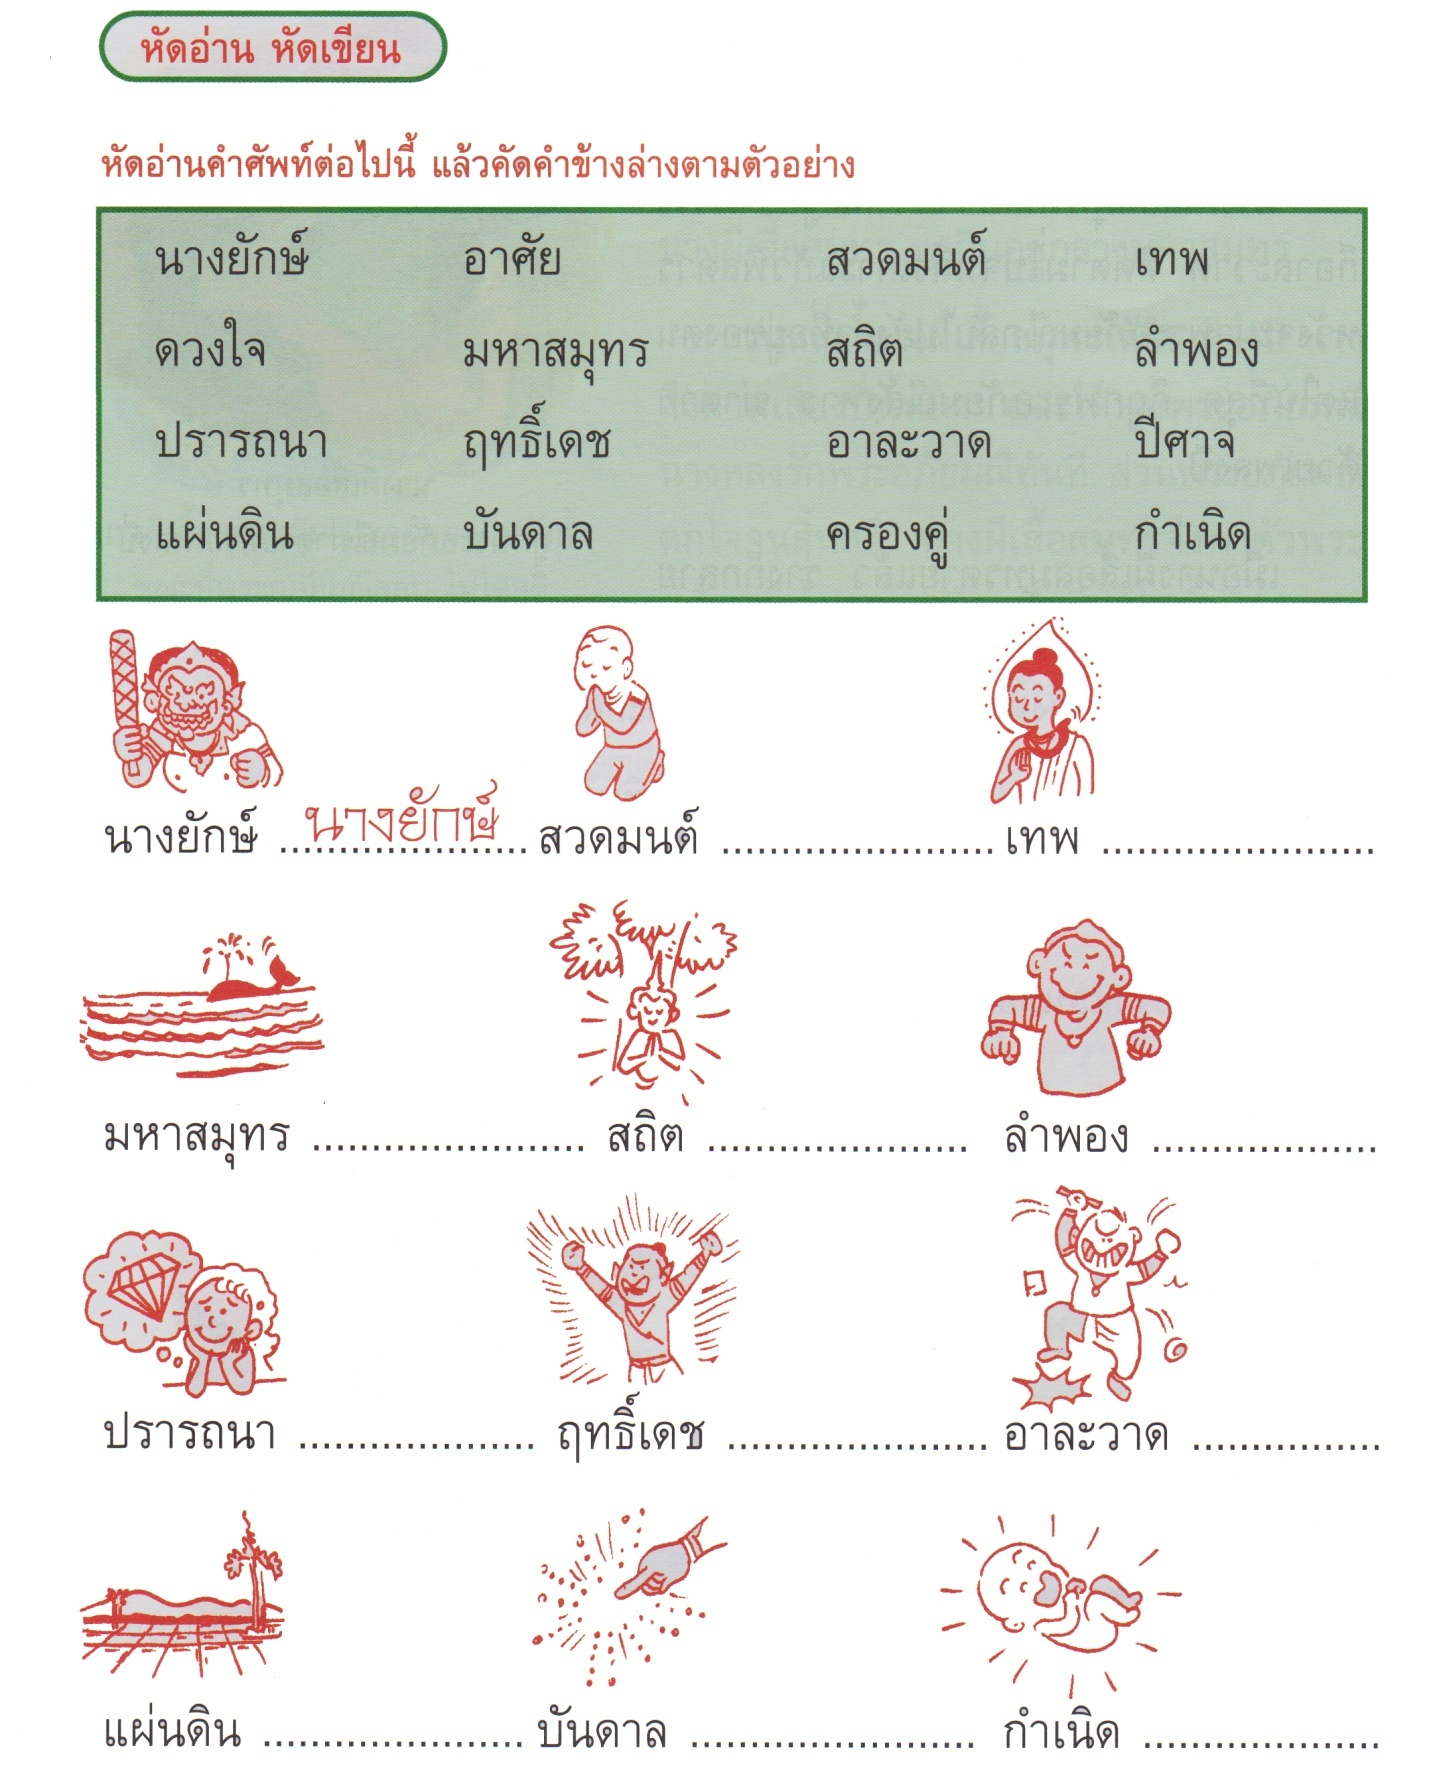 หัดอ่าน หัดเขียน
หัดอ่านคำศัพท์ต่อไปนี้ แล้วคัดคำข้างล่างตามตัวอย่าง
นางยักษ์ อาศัย สวดมนต์ เทพ
ดวงใจ มหาสมุทร สถิต ลำพอง
ปรารถนา ฤทธิ์เดช อาละวาด ปีศาจ
แผ่นดิน บันดาล ครองคู่ กำเนิด
นางยักษ์ นางยักษ์ สวดมนต์ ........................ เทพ ........................
มหาสมุทร ........................ สถิต ........................ ลำพอง ....................
ปรารถนา ..................... ฤทธิ์เดช ....................... อาละวาด .................
แผ่นดิน ....................... บันดาล ......................... กำเนิด .....................